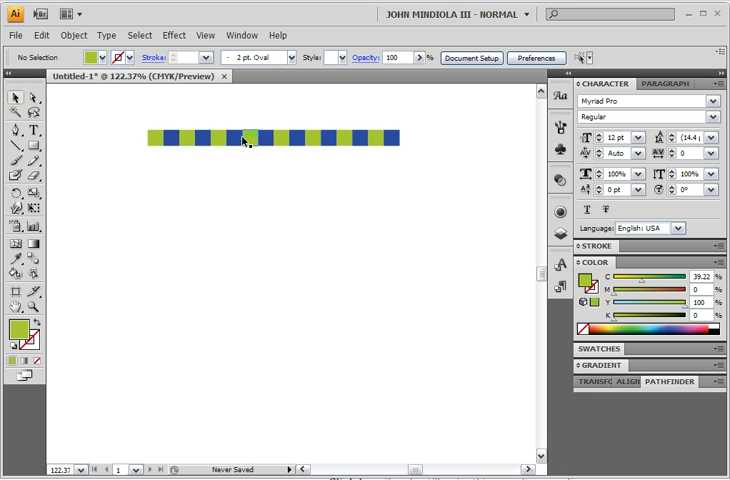 Ai Br JOHN MINDIOLA III - NORMAL
File Edit Object Type Select Effect View Window Help
No Selection Stroke: 2 pt. Oval Style: Opacity: 100 % Document Setup Preferences
Untitled-1* @ 122.37% (CMYK/Preview) ×
CHARACTER PARAGRAPH
Myriad Pro
Regular
12 pt (14.4
Auto 0
100% 100%
0 pt 0°
T T
Language: English: USA
STROKE
COLOR
C 39.22 %
M 0 %
Y 100 %
K 0 %
SWATCHES
GRADIENT
TRANSFO ALIGN PATHFINDER
122.37 1 Never Saved